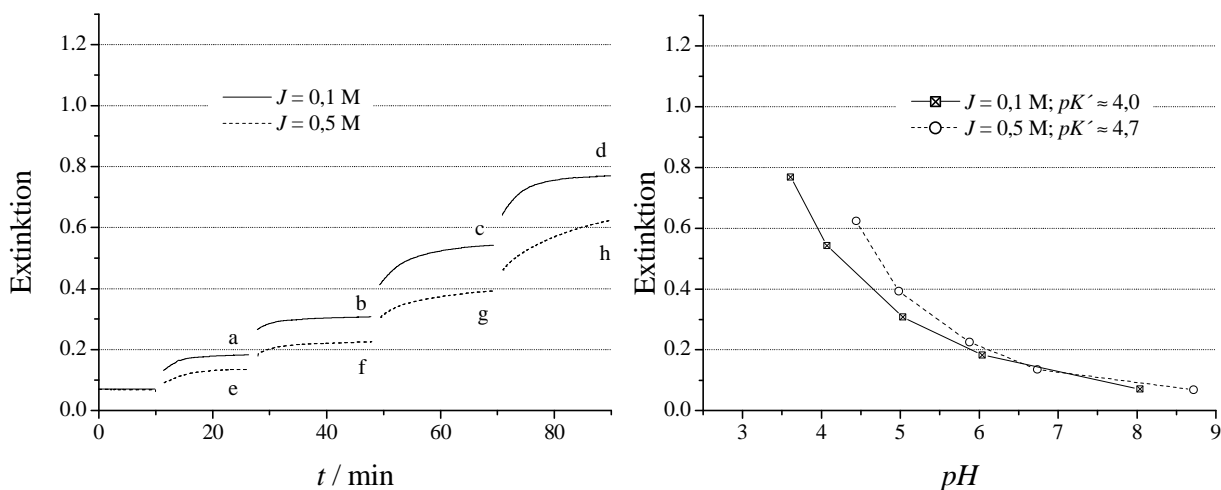 1.2
1.0
0.8
0.6
0.4
0.2
0.0
Extinktion
J = 0,1 M
J = 0,5 M
a
b
c
d
e
f
g
h
0
20
40
60
80
t / min
1.2
1.0
0.8
0.6
0.4
0.2
0.0
Extinktion
J = 0,1 M; pK´ ≈ 4,0
J = 0,5 M; pK´ ≈ 4,7
3
4
5
6
7
8
9
pH